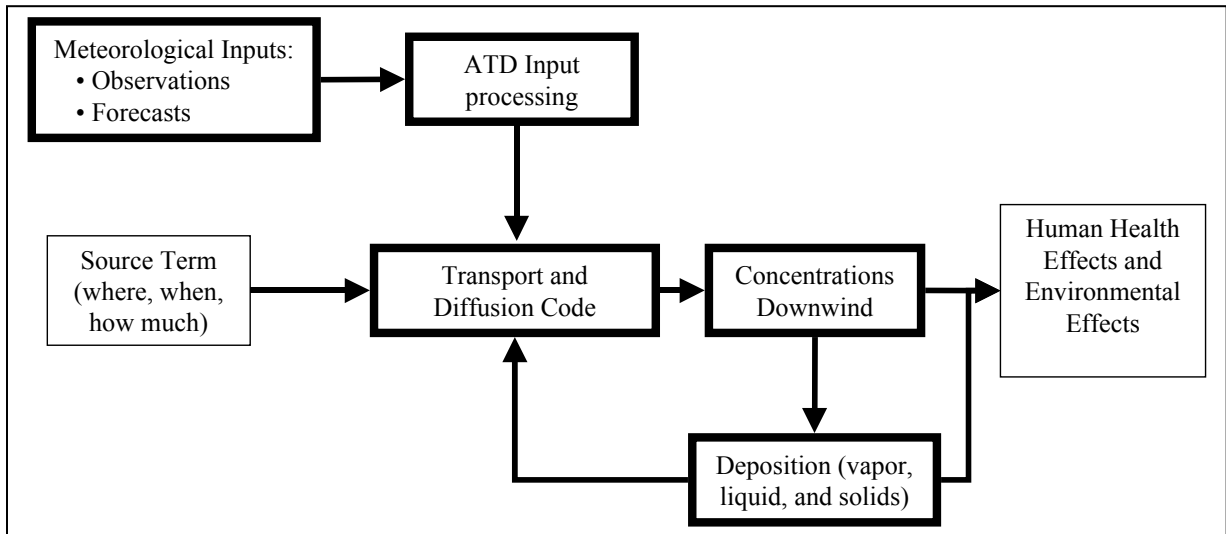 Meteorological Inputs:
• Observations
• Forecasts
ATD Input
processing
Source Term
(where, when,
how much)
Transport and
Diffusion Code
Concentrations
Downwind
Human Health
Effects and
Environmental
Effects
Deposition (vapor,
liquid, and solids)